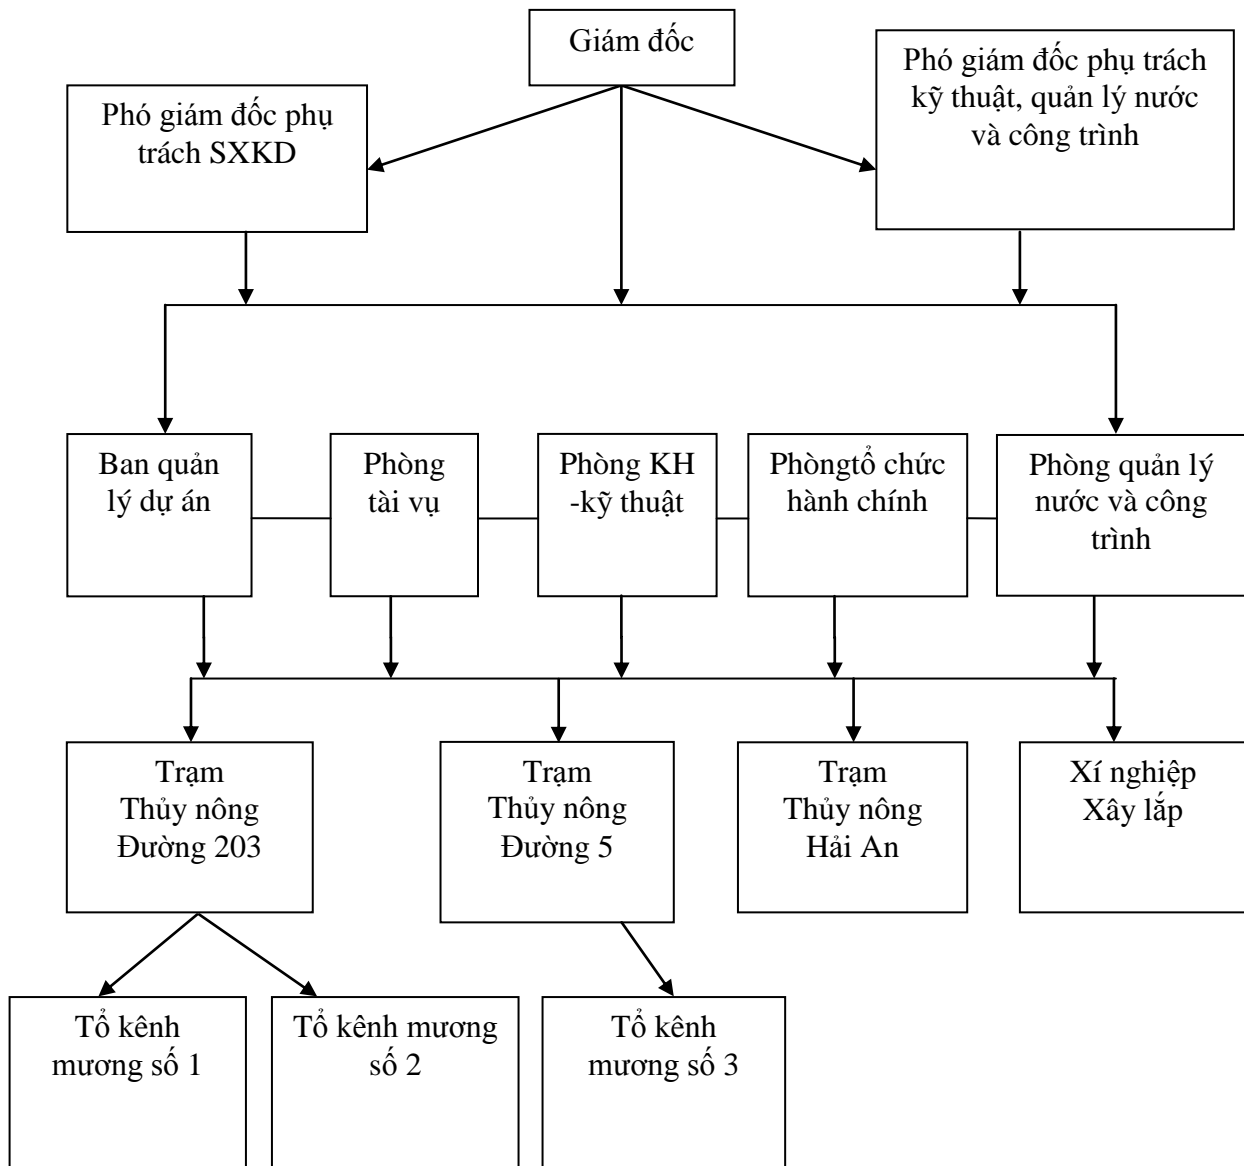 Giám đốc
Phó giám đốc phụ trách
kỹ thuật, quản lý nước
và công trình
Phó giám đốc phụ
trách SXKD
Ban quản
lý dự án
Phòng
tài vụ
Phòng KH
-kỹ thuật
Phòngtổ chức
hành chính
Phòng quản lý
nước và công
trình
Trạm
Thủy nông
Đường 203
Trạm
Thủy nông
Đường 5
Trạm
Thủy nông
Hải An
Xí nghiệp
Xây lắp
Tổ kênh
mương số 1
Tổ kênh mương
số 2
Tổ kênh
mương số 3